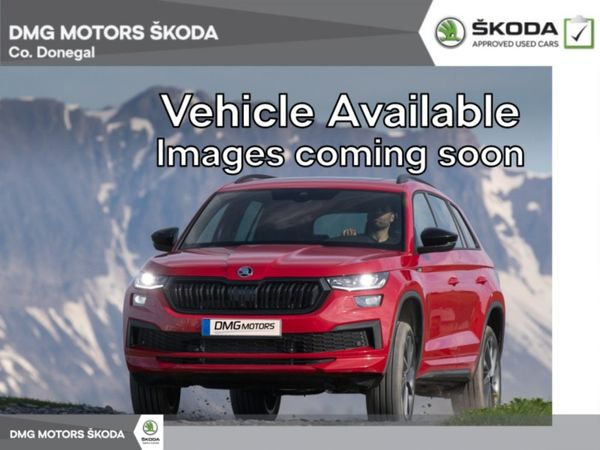 DMG MOTORS ŠKODA
Co. Donegal
ŠKODA
APPROVED USED CARS
Vehicle Available
Images coming soon
DMG MOTORS
DMG MOTORS ŠKODA